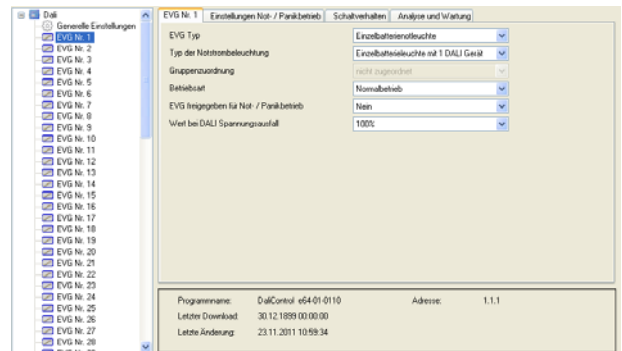 Dali
Generelle Einstellungen
EVG Nr. 1
EVG Nr. 2
EVG Nr. 3
EVG Nr. 4
EVG Nr. 5
EVG Nr. 6
EVG Nr. 7
EVG Nr. 8
EVG Nr. 9
EVG Nr. 10
EVG Nr. 11
EVG Nr. 12
EVG Nr. 13
EVG Nr. 14
EVG Nr. 15
EVG Nr. 16
EVG Nr. 17
EVG Nr. 18
EVG Nr. 19
EVG Nr. 20
EVG Nr. 21
EVG Nr. 22
EVG Nr. 23
EVG Nr. 24
EVG Nr. 25
EVG Nr. 26
EVG Nr. 27
EVG Nr. 28
EVG Nr. 1 Einstellungen Not- / Panikbetrieb Schaltverhalten Analyse und Wartung
EVG Typ Einzelbatterienotleuchte
Typ der Notstrombeleuchtung Einzelbatterieleuchte mit 1 DALI Gerät
Gruppenzuordnung nicht zugeordnet
Betriebsart Normalbetrieb
EVG freigegeben für Not- / Panikbetrieb Nein
Wert bei DALI Spannungsausfall 100%
Programmname: DaliControl e64-01-0110 Adresse: 1.1.1
Letzter Download: 30.12.1899 00:00:00
Letzte Änderung: 23.11.2011 10:59:34